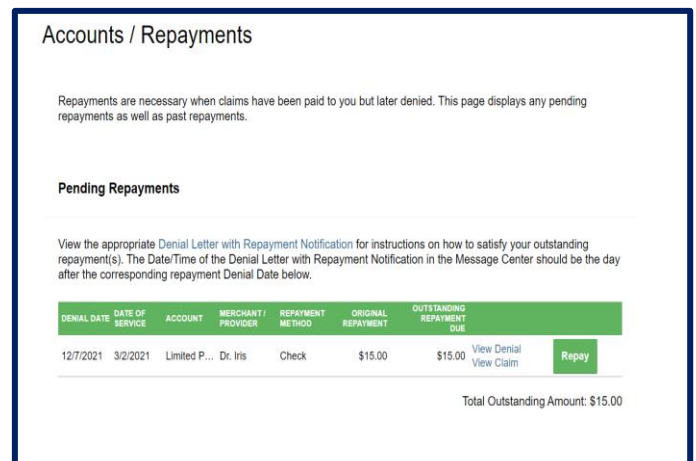 Accounts / Repayments
Repayments are necessary when claims have been paid to you but later denied. This page displays any pending
repayments as well as past repayments.
Pending Repayments
View the appropriate Denial Letter with Repayment Notification for instructions on how to satisfy your outstanding
repayment(s). The Date/Time of the Denial Letter with Repayment Notification in the Message Center should be the day
after the corresponding repayment Denial Date below.
DENIAL DATE DATE OF SERVICE ACCOUNT MERCHANT / PROVIDER REPAYMENT METHOD ORIGINAL REPAYMENT OUTSTANDING REPAYMENT DUE
12/7/2021 3/2/2021 Limited P... Dr. Iris Check $15.00 $15.00 View Denial View Claim Repay
Total Outstanding Amount: $15.00